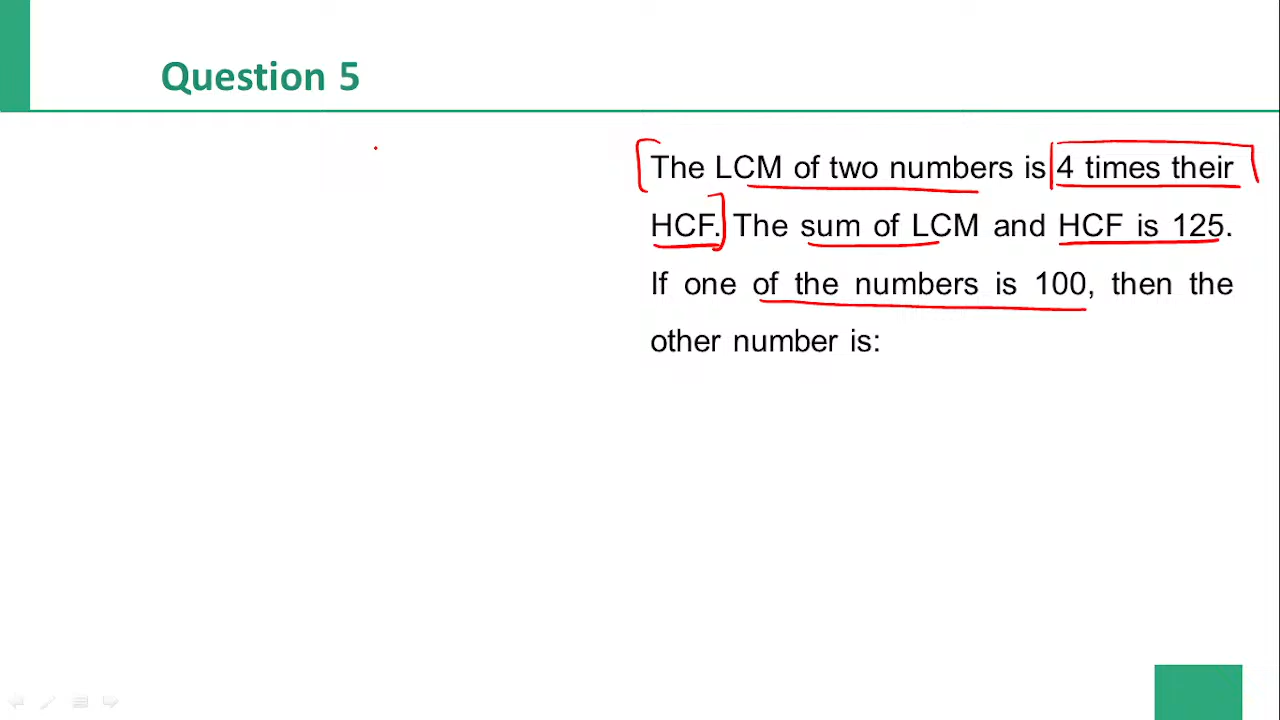 Question 5
The LCM of two numbers is 4 times their
HCF. The sum of LCM and HCF is 125.
If one of the numbers is 100, then the
other number is: